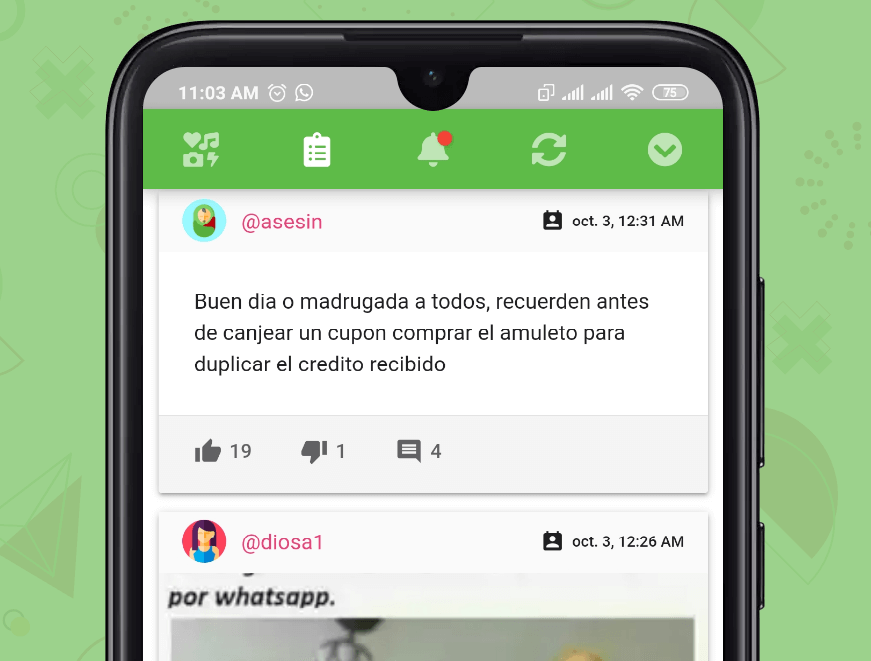 11:03 AM
75
@asesin
oct. 3, 12:31 AM
Buen dia o madrugada a todos, recuerden antes
de canjear un cupon comprar el amuleto para
duplicar el credito recibido
19
1
4
@diosa1
oct. 3, 12:26 AM
por whatsapp.